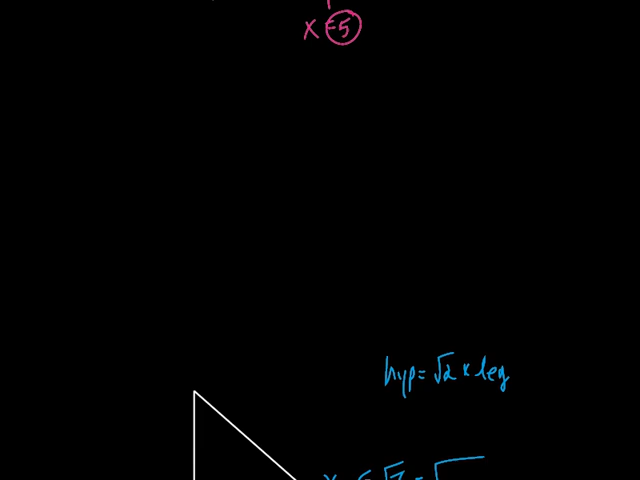 x = 5
hyp = √2 × leg